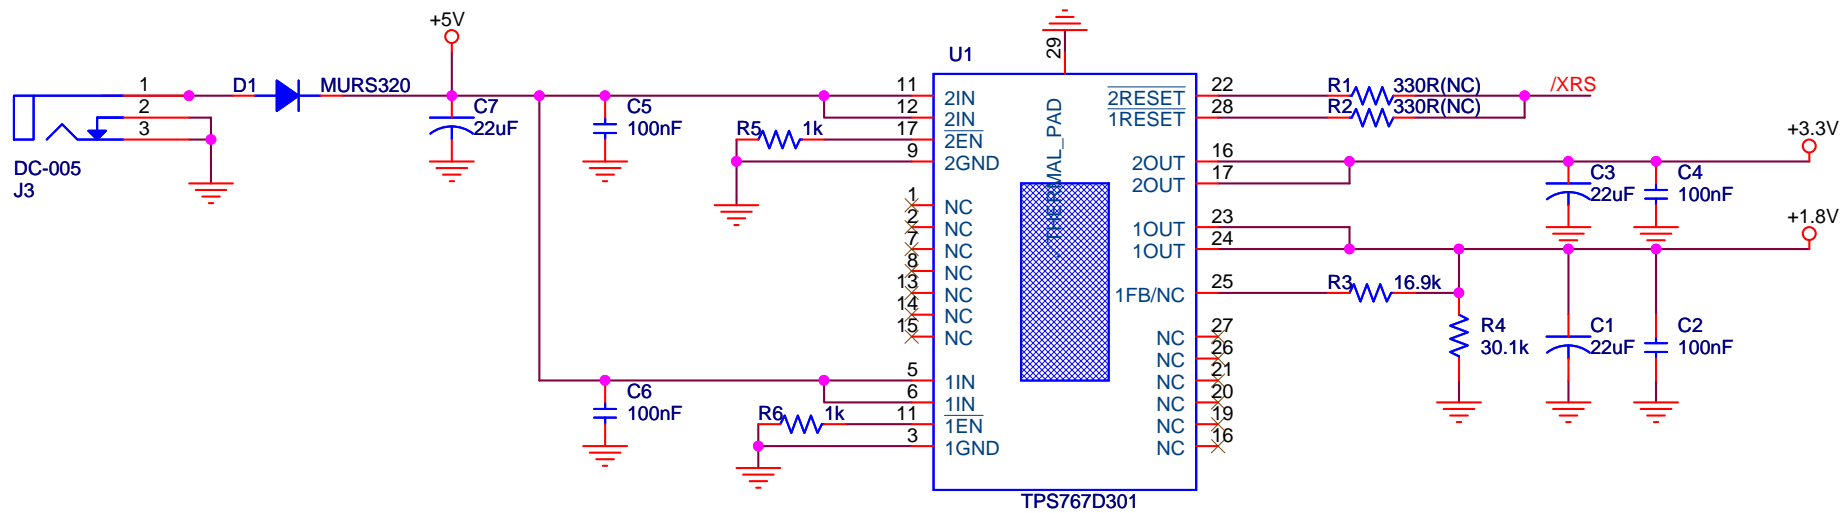 +5V
1
2
3
DC-005
J3
D1
MURS320
C7
22uF
C5
100nF
R5
1k
C6
100nF
R6
1k
U1
29
THERMAL_PAD
11
2IN
12
2IN
17
2EN
9
2GND
1
NC
2
NC
7
NC
8
NC
13
NC
14
NC
15
NC
5
1IN
6
1IN
11
1EN
3
1GND
22
2RESET
28
1RESET
16
2OUT
17
2OUT
23
1OUT
24
1OUT
25
1FB/NC
27
NC
26
NC
21
NC
20
NC
19
NC
16
NC
TPS767D301
R1
330R(NC)
R2
330R(NC)
/XRS
+3.3V
C3
22uF
C4
100nF
+1.8V
R3
16.9k
R4
30.1k
C1
22uF
C2
100nF